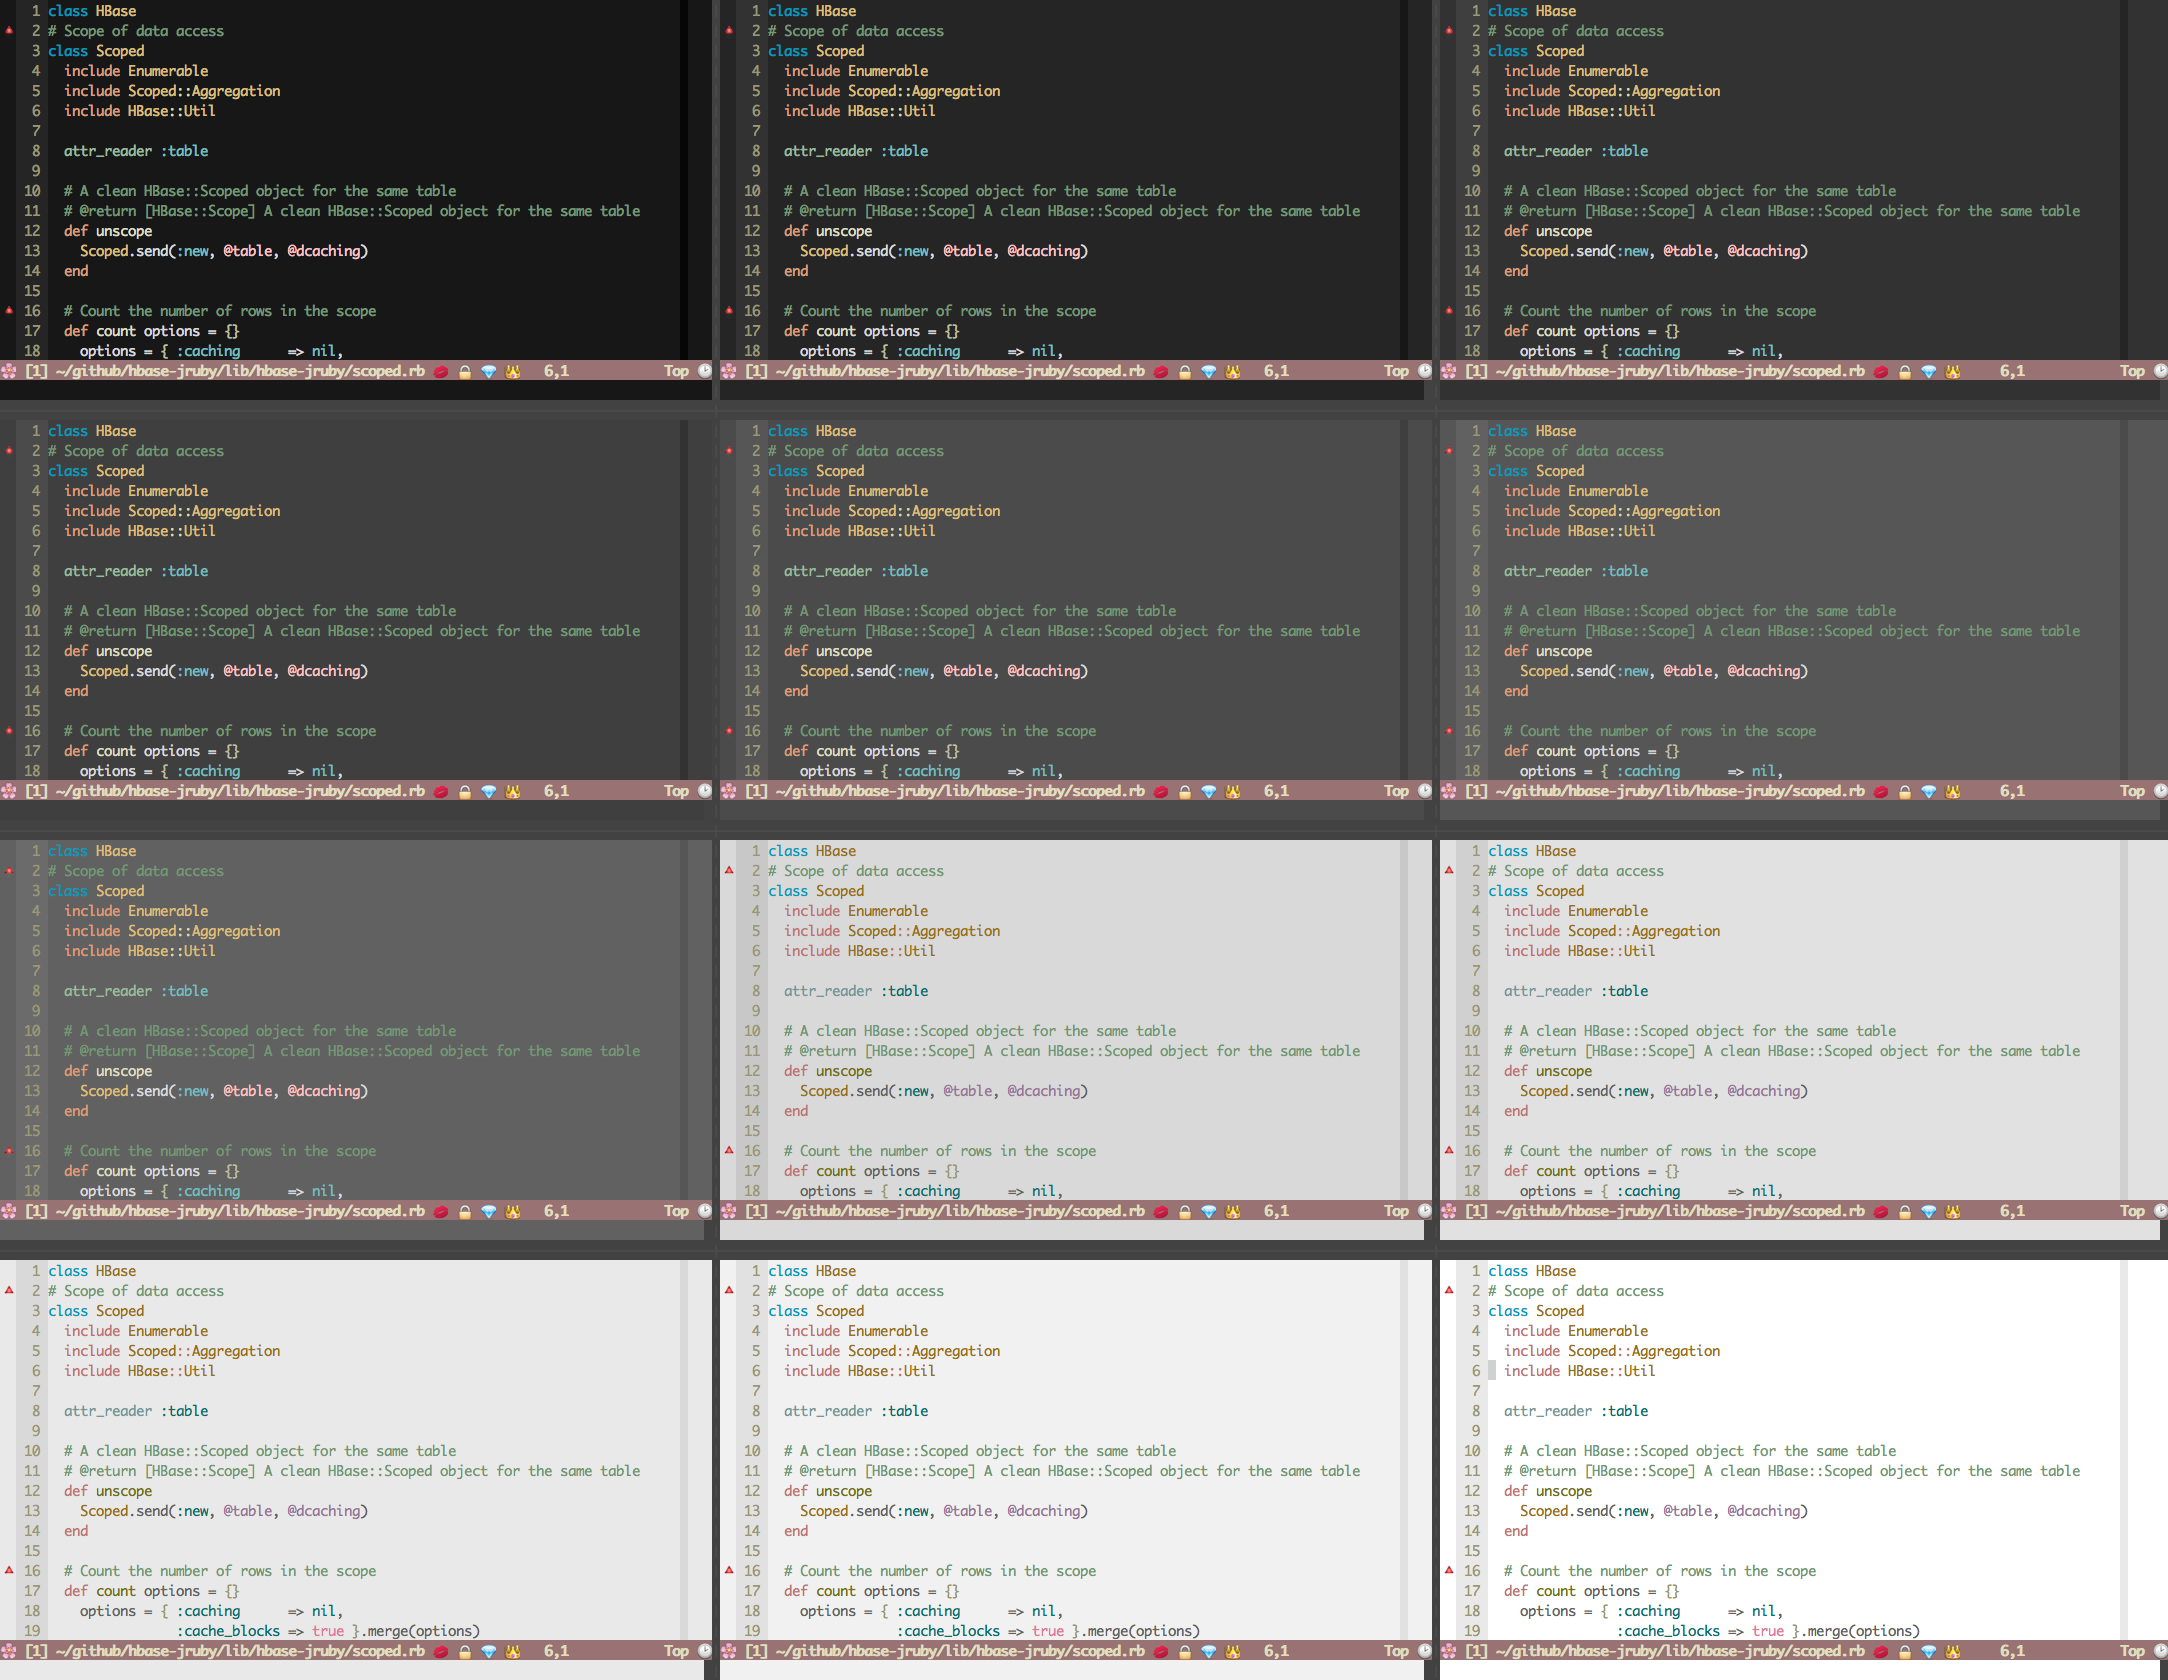 1 class HBase
2 # Scope of data access
3 class Scoped
4 include Enumerable
5 include Scoped::Aggregation
6 include HBase::Util
7
8 attr_reader :table
9
10 # A clean HBase::Scoped object for the same table
11 # @return [HBase::Scope] A clean HBase::Scoped object for the same table
12 def unscope
13 Scoped.send(:new, @table, @dcaching)
14 end
15
16 # Count the number of rows in the scope
17 def count options = {}
18 options = { :caching => nil,
[1] ~/github/hbase-jruby/lib/hbase-jruby/scoped.rb 6,1 Top
1 class HBase
2 # Scope of data access
3 class Scoped
4 include Enumerable
5 include Scoped::Aggregation
6 include HBase::Util
7
8 attr_reader :table
9
10 # A clean HBase::Scoped object for the same table
11 # @return [HBase::Scope] A clean HBase::Scoped object for the same table
12 def unscope
13 Scoped.send(:new, @table, @dcaching)
14 end
15
16 # Count the number of rows in the scope
17 def count options = {}
18 options = { :caching => nil,
[1] ~/github/hbase-jruby/lib/hbase-jruby/scoped.rb 6,1 Top
1 class HBase
2 # Scope of data access
3 class Scoped
4 include Enumerable
5 include Scoped::Aggregation
6 include HBase::Util
7
8 attr_reader :table
9
10 # A clean HBase::Scoped object for the same table
11 # @return [HBase::Scope] A clean HBase::Scoped object for the same table
12 def unscope
13 Scoped.send(:new, @table, @dcaching)
14 end
15
16 # Count the number of rows in the scope
17 def count options = {}
18 options = { :caching => nil,
[1] ~/github/hbase-jruby/lib/hbase-jruby/scoped.rb 6,1 Top
1 class HBase
2 # Scope of data access
3 class Scoped
4 include Enumerable
5 include Scoped::Aggregation
6 include HBase::Util
7
8 attr_reader :table
9
10 # A clean HBase::Scoped object for the same table
11 # @return [HBase::Scope] A clean HBase::Scoped object for the same table
12 def unscope
13 Scoped.send(:new, @table, @dcaching)
14 end
15
16 # Count the number of rows in the scope
17 def count options = {}
18 options = { :caching => nil,
[1] ~/github/hbase-jruby/lib/hbase-jruby/scoped.rb 6,1 Top
1 class HBase
2 # Scope of data access
3 class Scoped
4 include Enumerable
5 include Scoped::Aggregation
6 include HBase::Util
7
8 attr_reader :table
9
10 # A clean HBase::Scoped object for the same table
11 # @return [HBase::Scope] A clean HBase::Scoped object for the same table
12 def unscope
13 Scoped.send(:new, @table, @dcaching)
14 end
15
16 # Count the number of rows in the scope
17 def count options = {}
18 options = { :caching => nil,
[1] ~/github/hbase-jruby/lib/hbase-jruby/scoped.rb 6,1 Top
1 class HBase
2 # Scope of data access
3 class Scoped
4 include Enumerable
5 include Scoped::Aggregation
6 include HBase::Util
7
8 attr_reader :table
9
10 # A clean HBase::Scoped object for the same table
11 # @return [HBase::Scope] A clean HBase::Scoped object for the same table
12 def unscope
13 Scoped.send(:new, @table, @dcaching)
14 end
15
16 # Count the number of rows in the scope
17 def count options = {}
18 options = { :caching => nil,
[1] ~/github/hbase-jruby/lib/hbase-jruby/scoped.rb 6,1 Top
1 class HBase
2 # Scope of data access
3 class Scoped
4 include Enumerable
5 include Scoped::Aggregation
6 include HBase::Util
7
8 attr_reader :table
9
10 # A clean HBase::Scoped object for the same table
11 # @return [HBase::Scope] A clean HBase::Scoped object for the same table
12 def unscope
13 Scoped.send(:new, @table, @dcaching)
14 end
15
16 # Count the number of rows in the scope
17 def count options = {}
18 options = { :caching => nil,
[1] ~/github/hbase-jruby/lib/hbase-jruby/scoped.rb 6,1 Top
1 class HBase
2 # Scope of data access
3 class Scoped
4 include Enumerable
5 include Scoped::Aggregation
6 include HBase::Util
7
8 attr_reader :table
9
10 # A clean HBase::Scoped object for the same table
11 # @return [HBase::Scope] A clean HBase::Scoped object for the same table
12 def unscope
13 Scoped.send(:new, @table, @dcaching)
14 end
15
16 # Count the number of rows in the scope
17 def count options = {}
18 options = { :caching => nil,
[1] ~/github/hbase-jruby/lib/hbase-jruby/scoped.rb 6,1 Top
1 class HBase
2 # Scope of data access
3 class Scoped
4 include Enumerable
5 include Scoped::Aggregation
6 include HBase::Util
7
8 attr_reader :table
9
10 # A clean HBase::Scoped object for the same table
11 # @return [HBase::Scope] A clean HBase::Scoped object for the same table
12 def unscope
13 Scoped.send(:new, @table, @dcaching)
14 end
15
16 # Count the number of rows in the scope
17 def count options = {}
18 options = { :caching => nil,
[1] ~/github/hbase-jruby/lib/hbase-jruby/scoped.rb 6,1 Top
1 class HBase
2 # Scope of data access
3 class Scoped
4 include Enumerable
5 include Scoped::Aggregation
6 include HBase::Util
7
8 attr_reader :table
9
10 # A clean HBase::Scoped object for the same table
11 # @return [HBase::Scope] A clean HBase::Scoped object for the same table
12 def unscope
13 Scoped.send(:new, @table, @dcaching)
14 end
15
16 # Count the number of rows in the scope
17 def count options = {}
18 options = { :caching => nil,
19 :cache_blocks => true }.merge(options)
[1] ~/github/hbase-jruby/lib/hbase-jruby/scoped.rb 6,1 Top
1 class HBase
2 # Scope of data access
3 class Scoped
4 include Enumerable
5 include Scoped::Aggregation
6 include HBase::Util
7
8 attr_reader :table
9
10 # A clean HBase::Scoped object for the same table
11 # @return [HBase::Scope] A clean HBase::Scoped object for the same table
12 def unscope
13 Scoped.send(:new, @table, @dcaching)
14 end
15
16 # Count the number of rows in the scope
17 def count options = {}
18 options = { :caching => nil,
19 :cache_blocks => true }.merge(options)
[1] ~/github/hbase-jruby/lib/hbase-jruby/scoped.rb 6,1 Top
1 class HBase
2 # Scope of data access
3 class Scoped
4 include Enumerable
5 include Scoped::Aggregation
6 include HBase::Util
7
8 attr_reader :table
9
10 # A clean HBase::Scoped object for the same table
11 # @return [HBase::Scope] A clean HBase::Scoped object for the same table
12 def unscope
13 Scoped.send(:new, @table, @dcaching)
14 end
15
16 # Count the number of rows in the scope
17 def count options = {}
18 options = { :caching => nil,
19 :cache_blocks => true }.merge(options)
[1] ~/github/hbase-jruby/lib/hbase-jruby/scoped.rb 6,1 Top